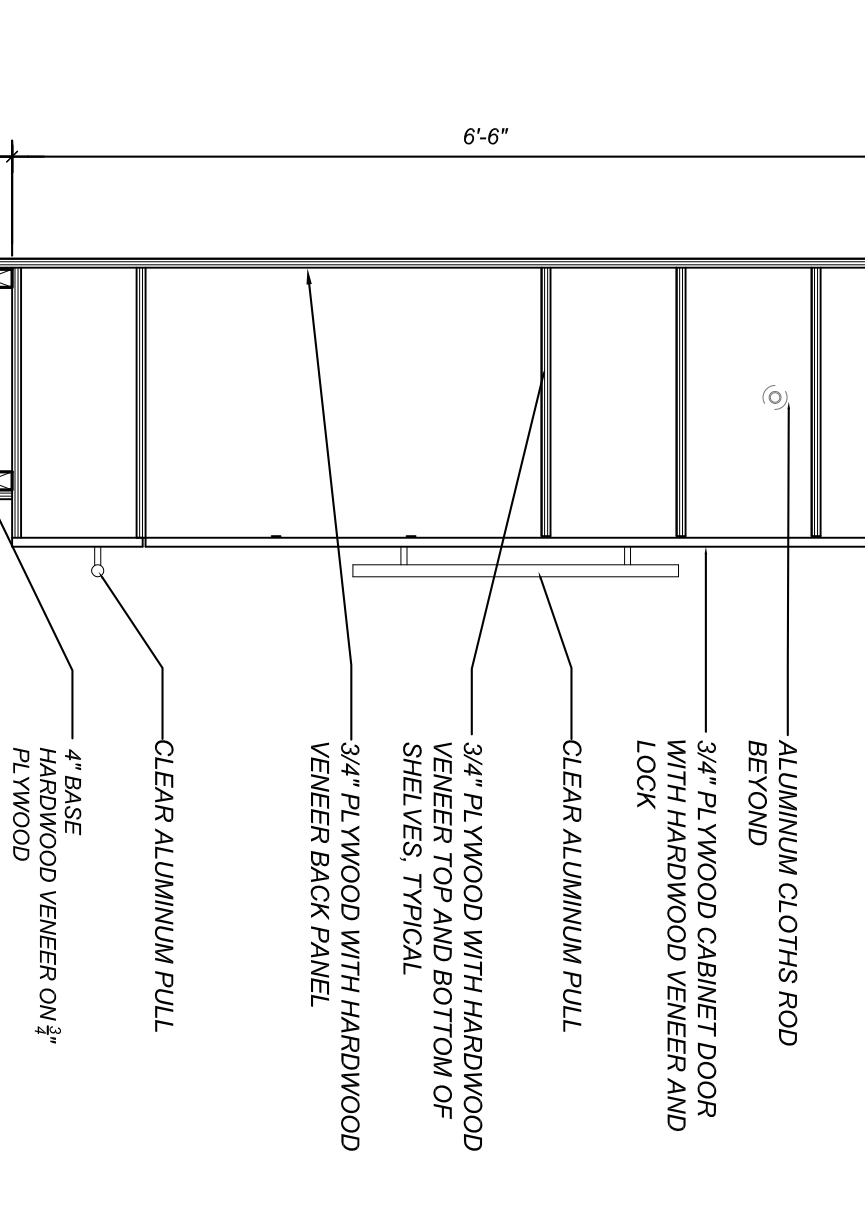 6'-6"
ALUMINUM CLOTHS ROD
BEYOND
3/4" PLYWOOD CABINET DOOR
WITH HARDWOOD VENEER AND
LOCK
CLEAR ALUMINUM PULL
3/4" PLYWOOD WITH HARDWOOD
VENEER TOP AND BOTTOM OF
SHELVES, TYPICAL
3/4" PLYWOOD WITH HARDWOOD
VENEER BACK PANEL
CLEAR ALUMINUM PULL
4" BASE
HARDWOOD VENEER ON 3/4"
PLYWOOD